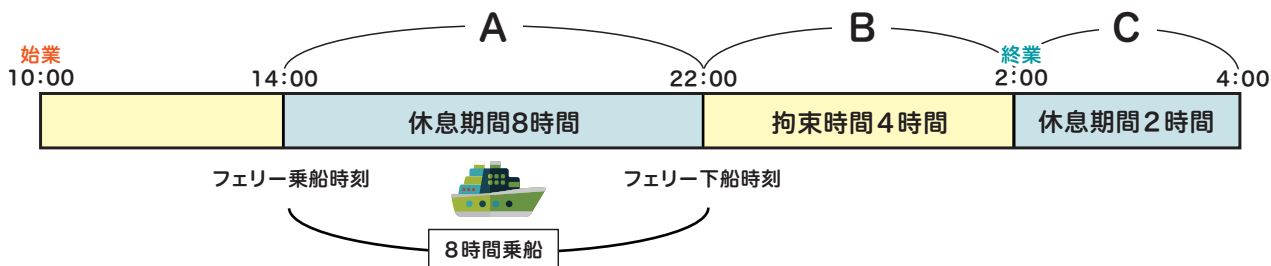 A
B
C
始業
終業
10:00
14:00
22:00
2:00
4:00
休息期間8時間
拘束時間4時間
休息期間2時間
フェリー乗船時刻
フェリー下船時刻
8時間乗船